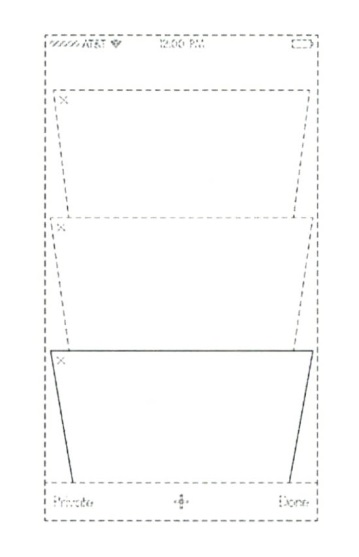 AT&T 12:00 PM
×
×
×
Private + Done